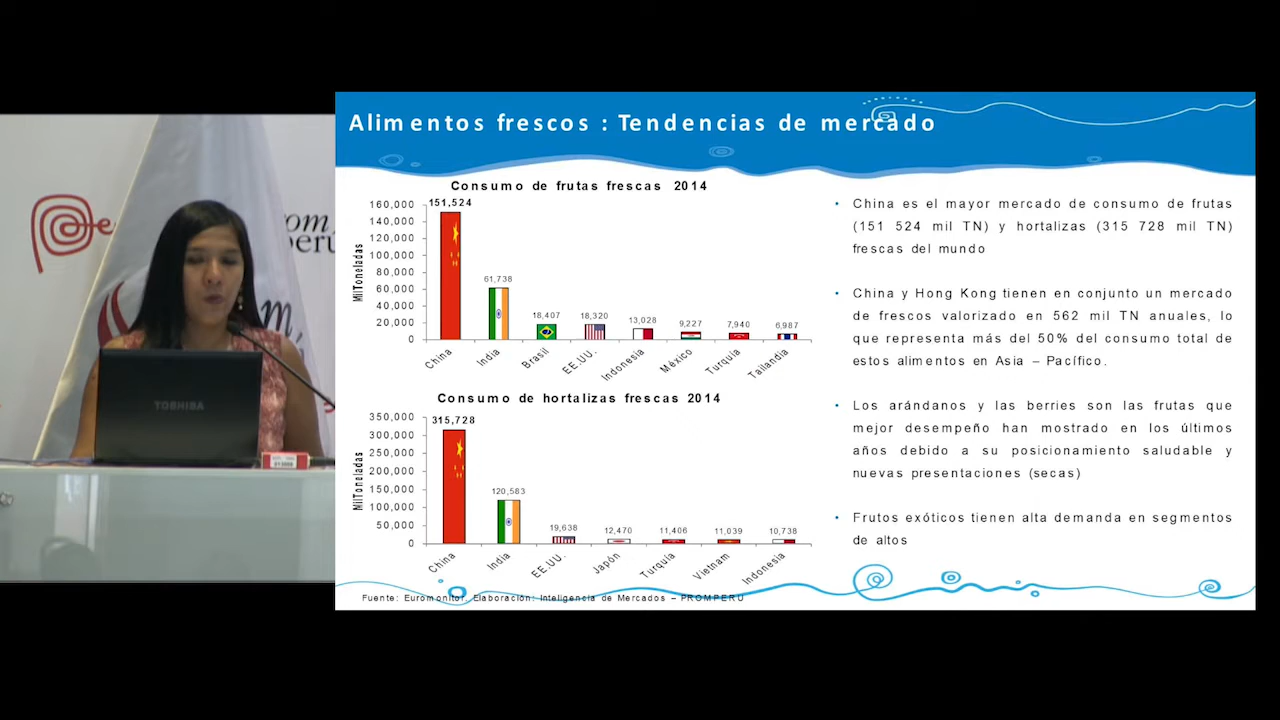 Alimentos frescos : Tendencias de mercado
Consumo de frutas frescas 2014
MilToneladas
160,000
140,000
120,000
100,000
80,000
60,000
40,000
20,000
0
151,524
61,738
18,407
18,320
13,028
9,227
7,940
6,987
China
India
Brasil
EE.UU.
Indonesia
México
Turquía
Tailandia
Consumo de hortalizas frescas 2014
MilToneladas
350,000
300,000
250,000
200,000
150,000
100,000
50,000
0
315,728
120,583
19,638
12,470
11,406
11,039
10,738
China
India
EE.UU.
Japón
Turquía
Vietnam
Indonesia
Fuente: Euromonitor. Elaboración: Inteligencia de Mercados – PROMPERU
• China es el mayor mercado de consumo de frutas
(151 524 mil TN) y hortalizas (315 728 mil TN)
frescas del mundo
• China y Hong Kong tienen en conjunto un mercado
de frescos valorizado en 562 mil TN anuales, lo
que representa más del 50% del consumo total de
estos alimentos en Asia – Pacífico.
• Los arándanos y las berries son las frutas que
mejor desempeño han mostrado en los últimos
años debido a su posicionamiento saludable y
nuevas presentaciones (secas)
• Frutos exóticos tienen alta demanda en segmentos
de altos
TOSHIBA